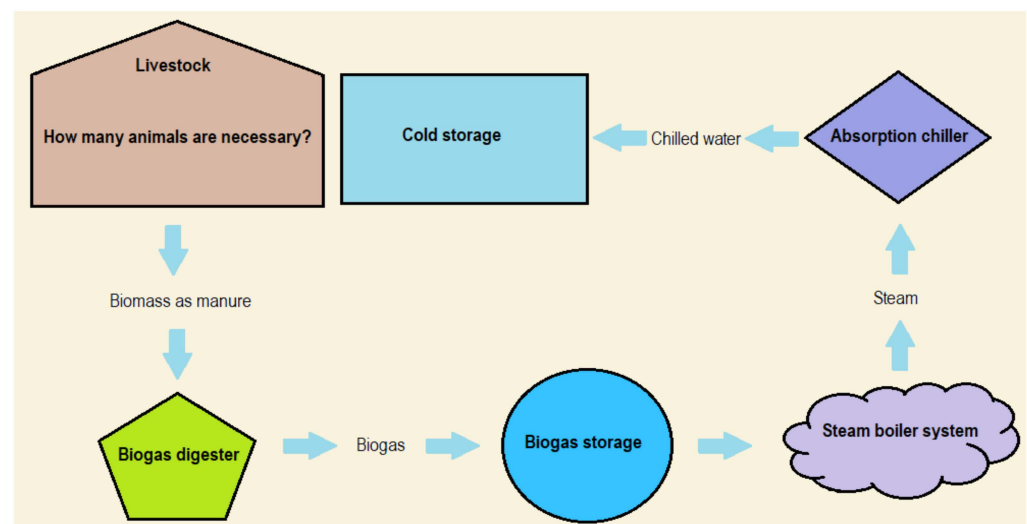 Livestock
How many animals are necessary?
Cold storage
Chilled water
Absorption chiller
Biomass as manure
Steam
Biogas digester
Biogas
Biogas storage
Steam boiler system